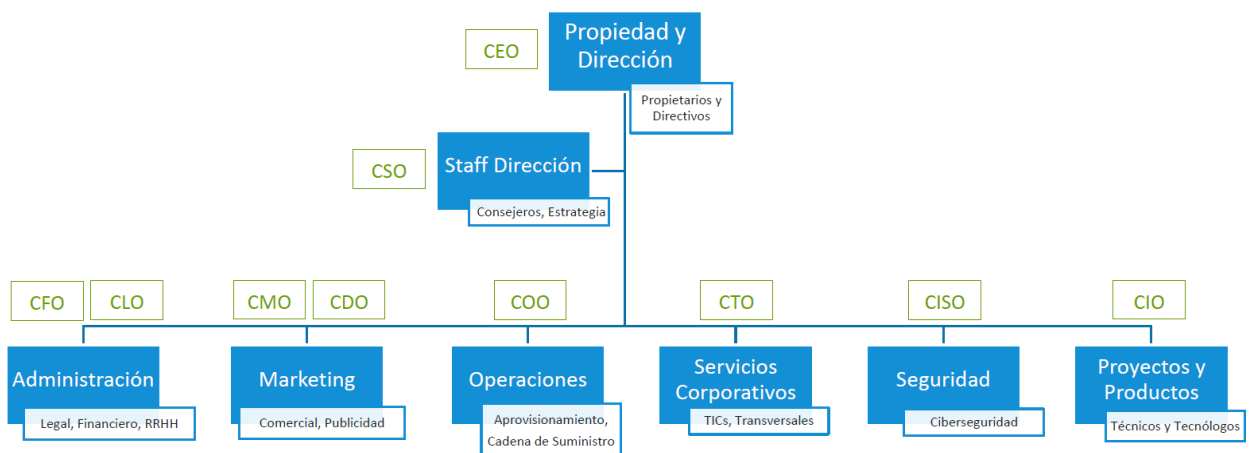 CEO
Propiedad y
Dirección
Propietarios y
Directivos
CSO
Staff Dirección
Consejeros, Estrategia
CFO
CLO
CMO
CDO
COO
CTO
CISO
CIO
Administración
Legal, Financiero, RRHH
Marketing
Comercial, Publicidad
Operaciones
Aprovisionamiento,
Cadena de Suministro
Servicios
Corporativos
TICs, Transversales
Seguridad
Ciberseguridad
Proyectos y
Productos
Técnicos y Tecnólogos